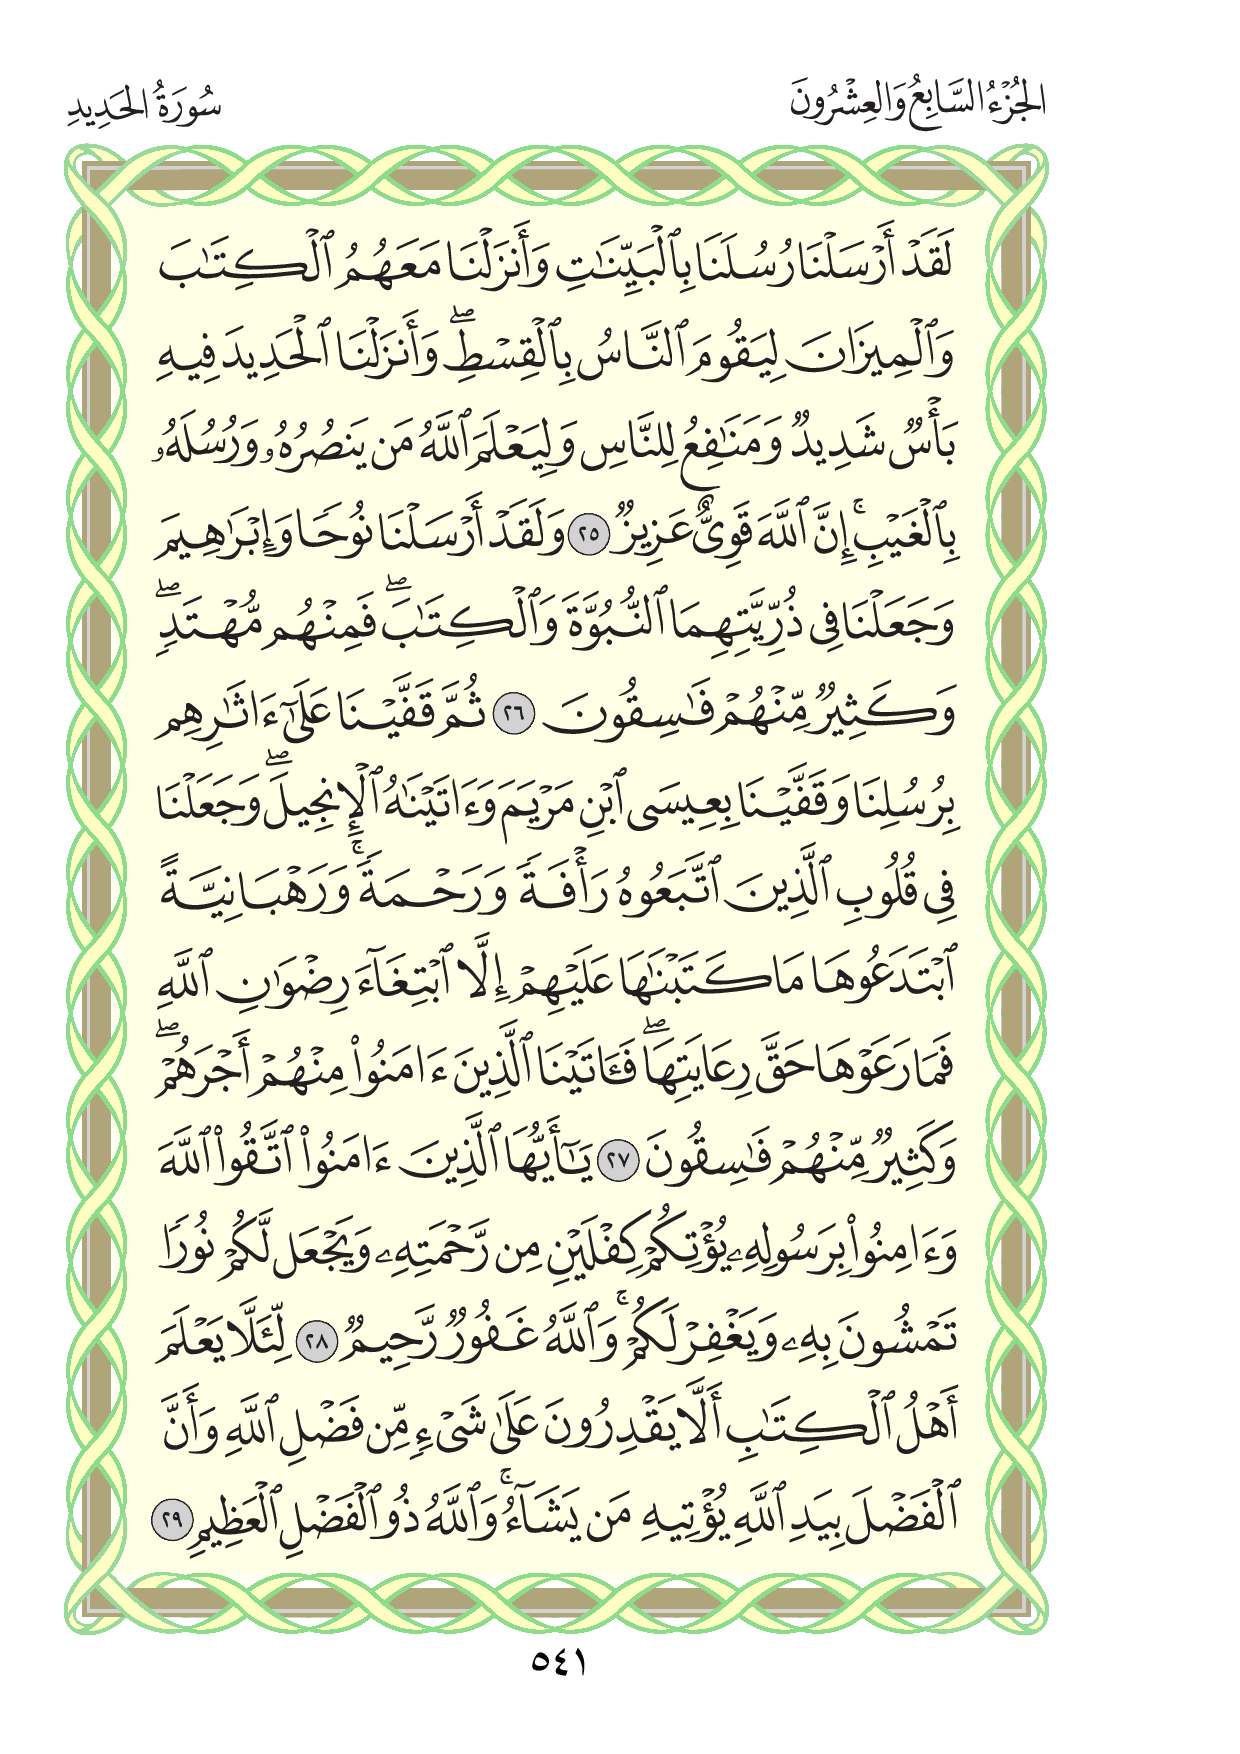 الجُزْءُ السَّابِعُ وَالعِشْرُونَ
سُورَةُ الحَدِيدِ
لَقَدْ أَرْسَلْنَا رُسُلَنَا بِٱلْبَيِّنَٰتِ وَأَنزَلْنَا مَعَهُمُ ٱلْكِتَٰبَ
وَٱلْمِيزَانَ لِيَقُومَ ٱلنَّاسُ بِٱلْقِسْطِۖ وَأَنزَلْنَا ٱلْحَدِيدَ فِيهِ
بَأْسٌ شَدِيدٌ وَمَنَٰفِعُ لِلنَّاسِ وَلِيَعْلَمَ ٱللَّهُ مَن يَنصُرُهُۥ وَرُسُلَهُۥ
بِٱلْغَيْبِۚ إِنَّ ٱللَّهَ قَوِيٌّ عَزِيزٌ ٢٥ وَلَقَدْ أَرْسَلْنَا نُوحًا وَإِبْرَٰهِيمَ
وَجَعَلْنَا فِي ذُرِّيَّتِهِمَا ٱلنُّبُوَّةَ وَٱلْكِتَٰبَۖ فَمِنْهُم مُّهْتَدٍۖ
وَكَثِيرٌ مِّنْهُمْ فَٰسِقُونَ ٢٦ ثُمَّ قَفَّيْنَا عَلَىٰٓ ءَاثَٰرِهِم
بِرُسُلِنَا وَقَفَّيْنَا بِعِيسَى ٱبْنِ مَرْيَمَ وَءَاتَيْنَٰهُ ٱلْإِنجِيلَۖ وَجَعَلْنَا
فِي قُلُوبِ ٱلَّذِينَ ٱتَّبَعُوهُ رَأْفَةً وَرَحْمَةًۚ وَرَهْبَانِيَّةً
ٱبْتَدَعُوهَا مَا كَتَبْنَٰهَا عَلَيْهِمْ إِلَّا ٱبْتِغَآءَ رِضْوَٰنِ ٱللَّهِ
فَمَا رَعَوْهَا حَقَّ رِعَايَتِهَاۖ فَـَٔاتَيْنَا ٱلَّذِينَ ءَامَنُوا۟ مِنْهُمْ أَجْرَهُمْۖ
وَكَثِيرٌ مِّنْهُمْ فَٰسِقُونَ ٢٧ يَٰٓأَيُّهَا ٱلَّذِينَ ءَامَنُوا۟ ٱتَّقُوا۟ ٱللَّهَ
وَءَامِنُوا۟ بِرَسُولِهِۦ يُؤْتِكُمْ كِفْلَيْنِ مِن رَّحْمَتِهِۦ وَيَجْعَل لَّكُمْ نُورًا
تَمْشُونَ بِهِۦ وَيَغْفِرْ لَكُمْۚ وَٱللَّهُ غَفُورٌ رَّحِيمٌ ٢٨ لِّئَلَّا يَعْلَمَ
أَهْلُ ٱلْكِتَٰبِ أَلَّا يَقْدِرُونَ عَلَىٰ شَيْءٍ مِّن فَضْلِ ٱللَّهِ وَأَنَّ
ٱلْفَضْلَ بِيَدِ ٱللَّهِ يُؤْتِيهِ مَن يَشَآءُۚ وَٱللَّهُ ذُو ٱلْفَضْلِ ٱلْعَظِيمِ ٢٩
٥٤١